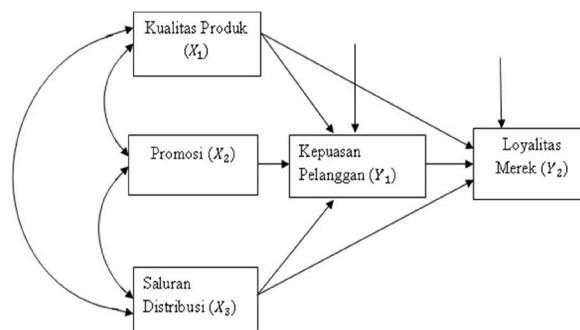 Kualitas Produk
(X₁)
Promosi (X₂)
Kepuasan
Pelanggan (Y₁)
Loyalitas
Merek (Y₂)
Saluran
Distribusi (X₃)